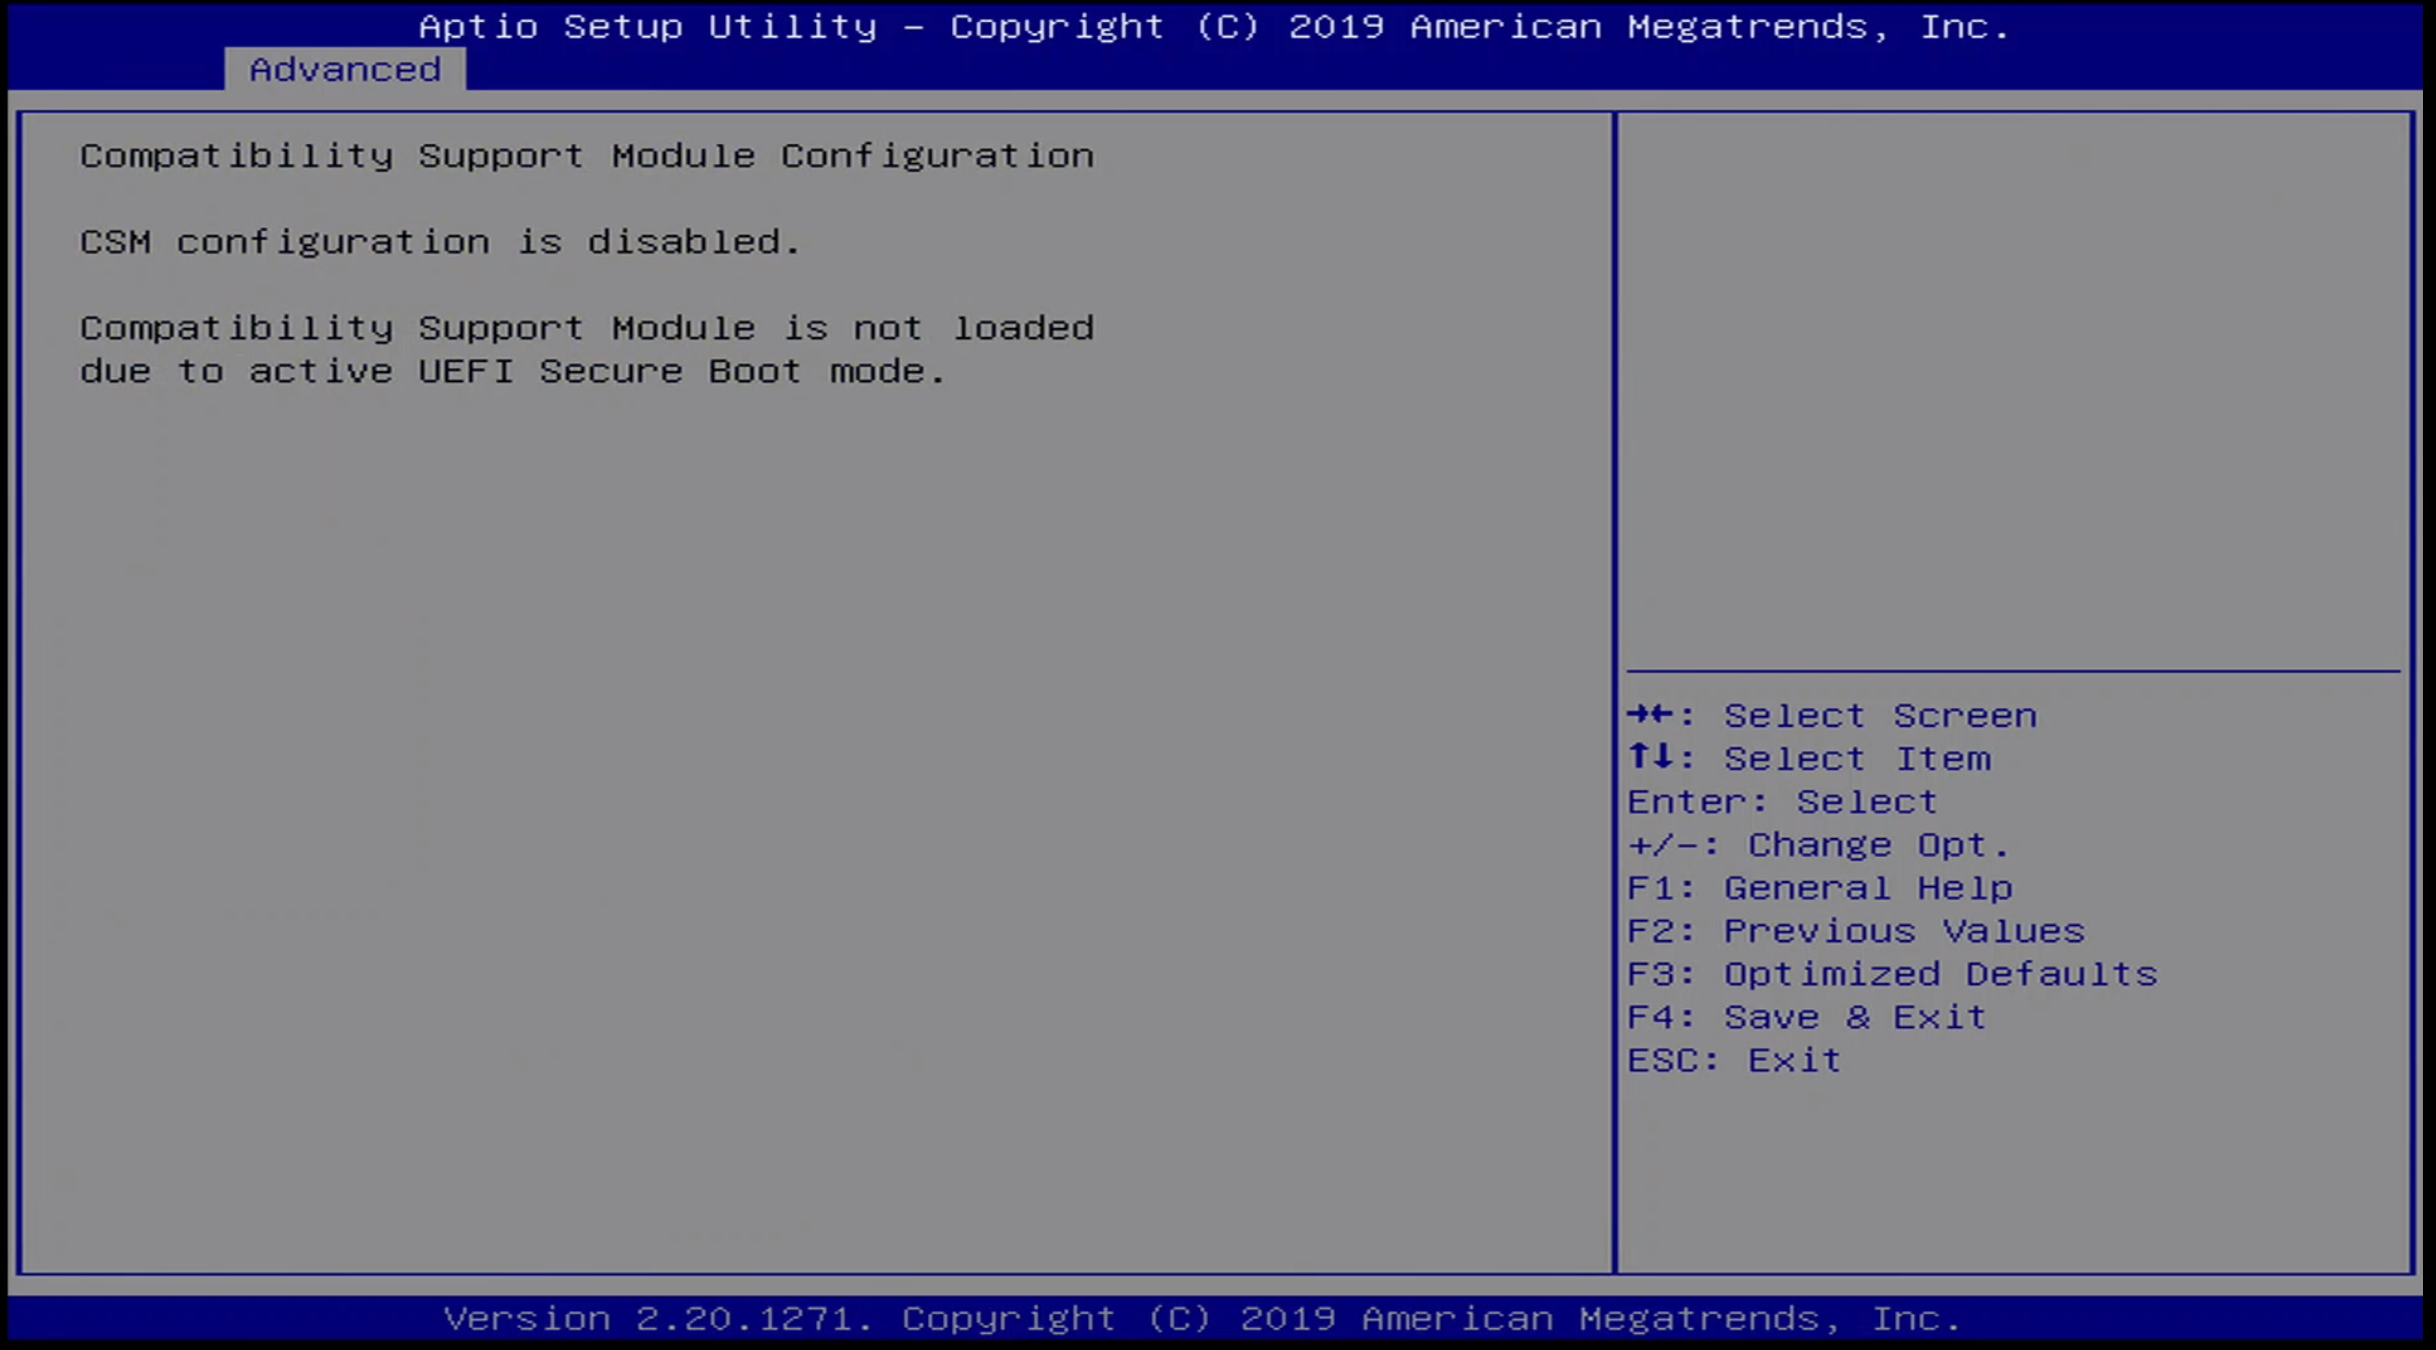 Aptio Setup Utility – Copyright (C) 2019 American Megatrends, Inc.
Advanced
Compatibility Support Module Configuration
CSM configuration is disabled.
Compatibility Support Module is not loaded
due to active UEFI Secure Boot mode.
→←: Select Screen
↑↓: Select Item
Enter: Select
+/-: Change Opt.
F1: General Help
F2: Previous Values
F3: Optimized Defaults
F4: Save & Exit
ESC: Exit
Version 2.20.1271. Copyright (C) 2019 American Megatrends, Inc.